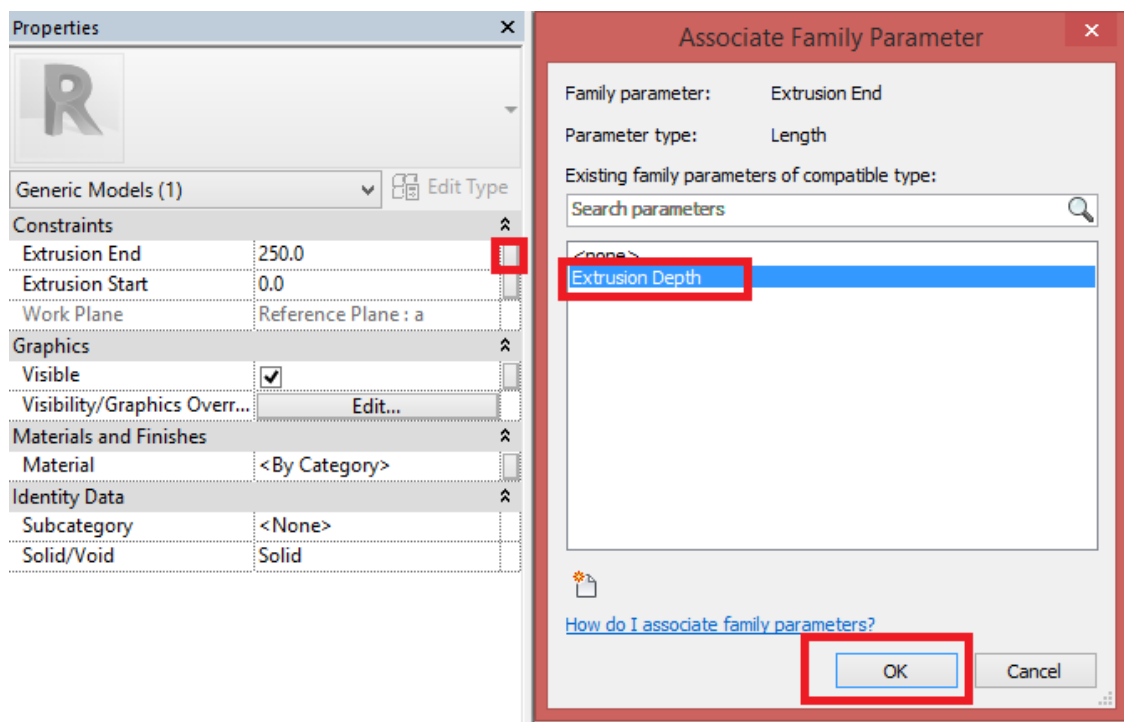 Properties
Generic Models (1)
Edit Type
Constraints
Extrusion End 250.0
Extrusion Start 0.0
Work Plane Reference Plane : a
Graphics
Visible
Visibility/Graphics Overr... Edit...
Materials and Finishes
Material <By Category>
Identity Data
Subcategory <None>
Solid/Void Solid
Associate Family Parameter
Family parameter: Extrusion End
Parameter type: Length
Existing family parameters of compatible type:
Search parameters
<none>
Extrusion Depth
How do I associate family parameters?
OK Cancel